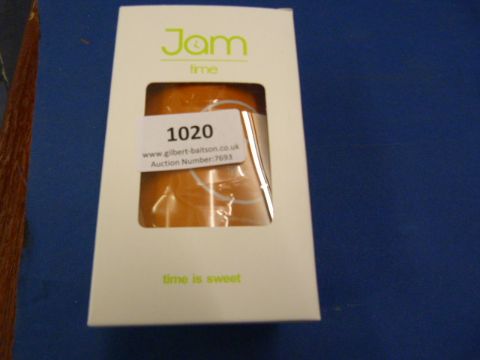 Jam
time
1020
www.gilbert-baitson.co.uk
Auction Number:7693
time is sweet